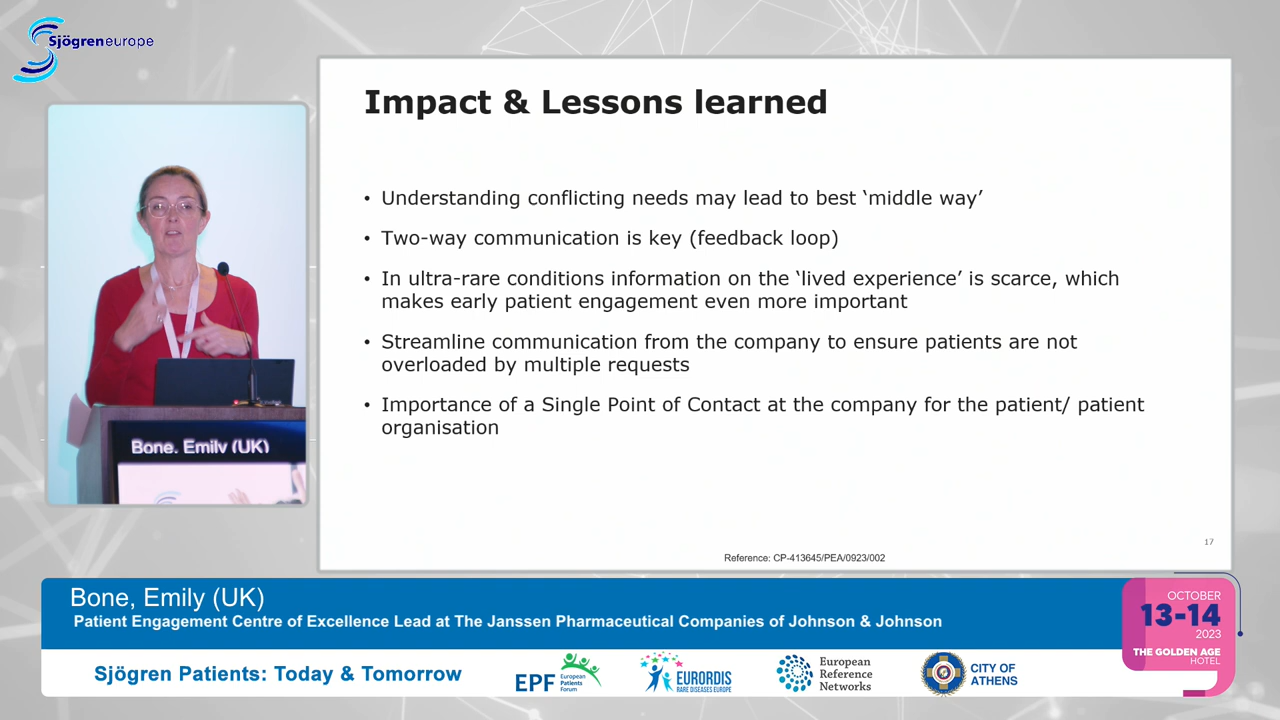 Sjögreneurope
Impact & Lessons learned
• Understanding conflicting needs may lead to best ‘middle way’
• Two-way communication is key (feedback loop)
• In ultra-rare conditions information on the ‘lived experience’ is scarce, which
makes early patient engagement even more important
• Streamline communication from the company to ensure patients are not
overloaded by multiple requests
• Importance of a Single Point of Contact at the company for the patient/ patient
organisation
17
Reference: CP-413645/PEA/0923/002
Bone, Emily (UK)
Bone, Emily (UK)
Patient Engagement Centre of Excellence Lead at The Janssen Pharmaceutical Companies of Johnson & Johnson
OCTOBER
13-14
2023
THE GOLDEN AGE
HOTEL
Sjögren Patients: Today & Tomorrow
EPF
European
Patients
Forum
EURORDIS
RARE DISEASES EUROPE
European
Reference
Networks
CITY OF
ATHENS